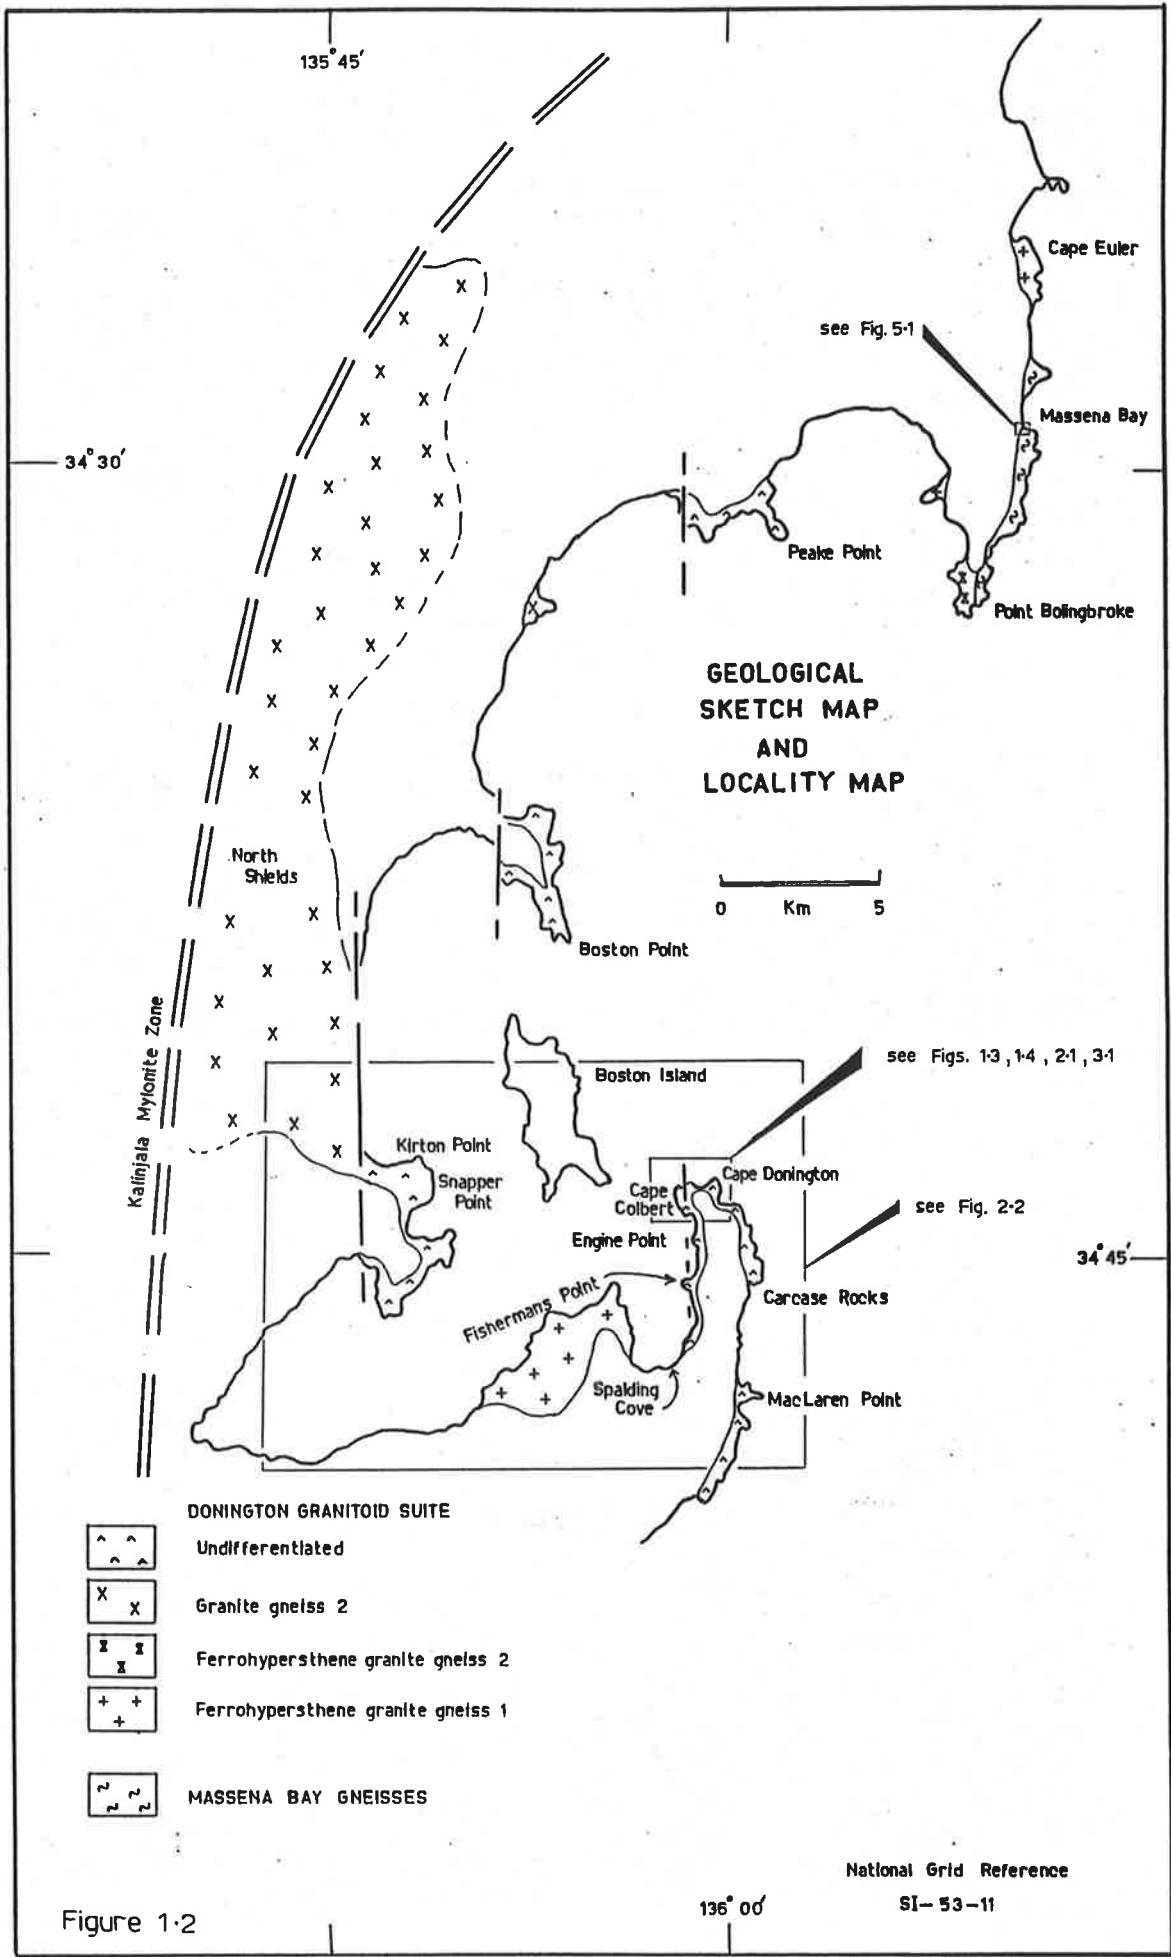 135°45′
Cape Euler
see Fig. 5·1
Massena Bay
34°30′
Peake Point
Point Bolingbroke
GEOLOGICAL
SKETCH MAP
AND
LOCALITY MAP
North
Shields
0 Km 5
Boston Point
Kalinjala Mylonite Zone
see Figs. 1·3 , 1·4 , 2·1 , 3·1
Boston Island
Kirton Point
Snapper
Point
Cape Donington
Cape
Colbert
see Fig. 2·2
Engine Point
34°45′
Fishermans Point
Carcase Rocks
Spalding
Cove
MacLaren Point
DONINGTON GRANITOID SUITE
Undifferentiated
Granite gneiss 2
Ferrohypersthene granite gneiss 2
Ferrohypersthene granite gneiss 1
MASSENA BAY GNEISSES
National Grid Reference
SI-53-11
136°00′
Figure 1·2